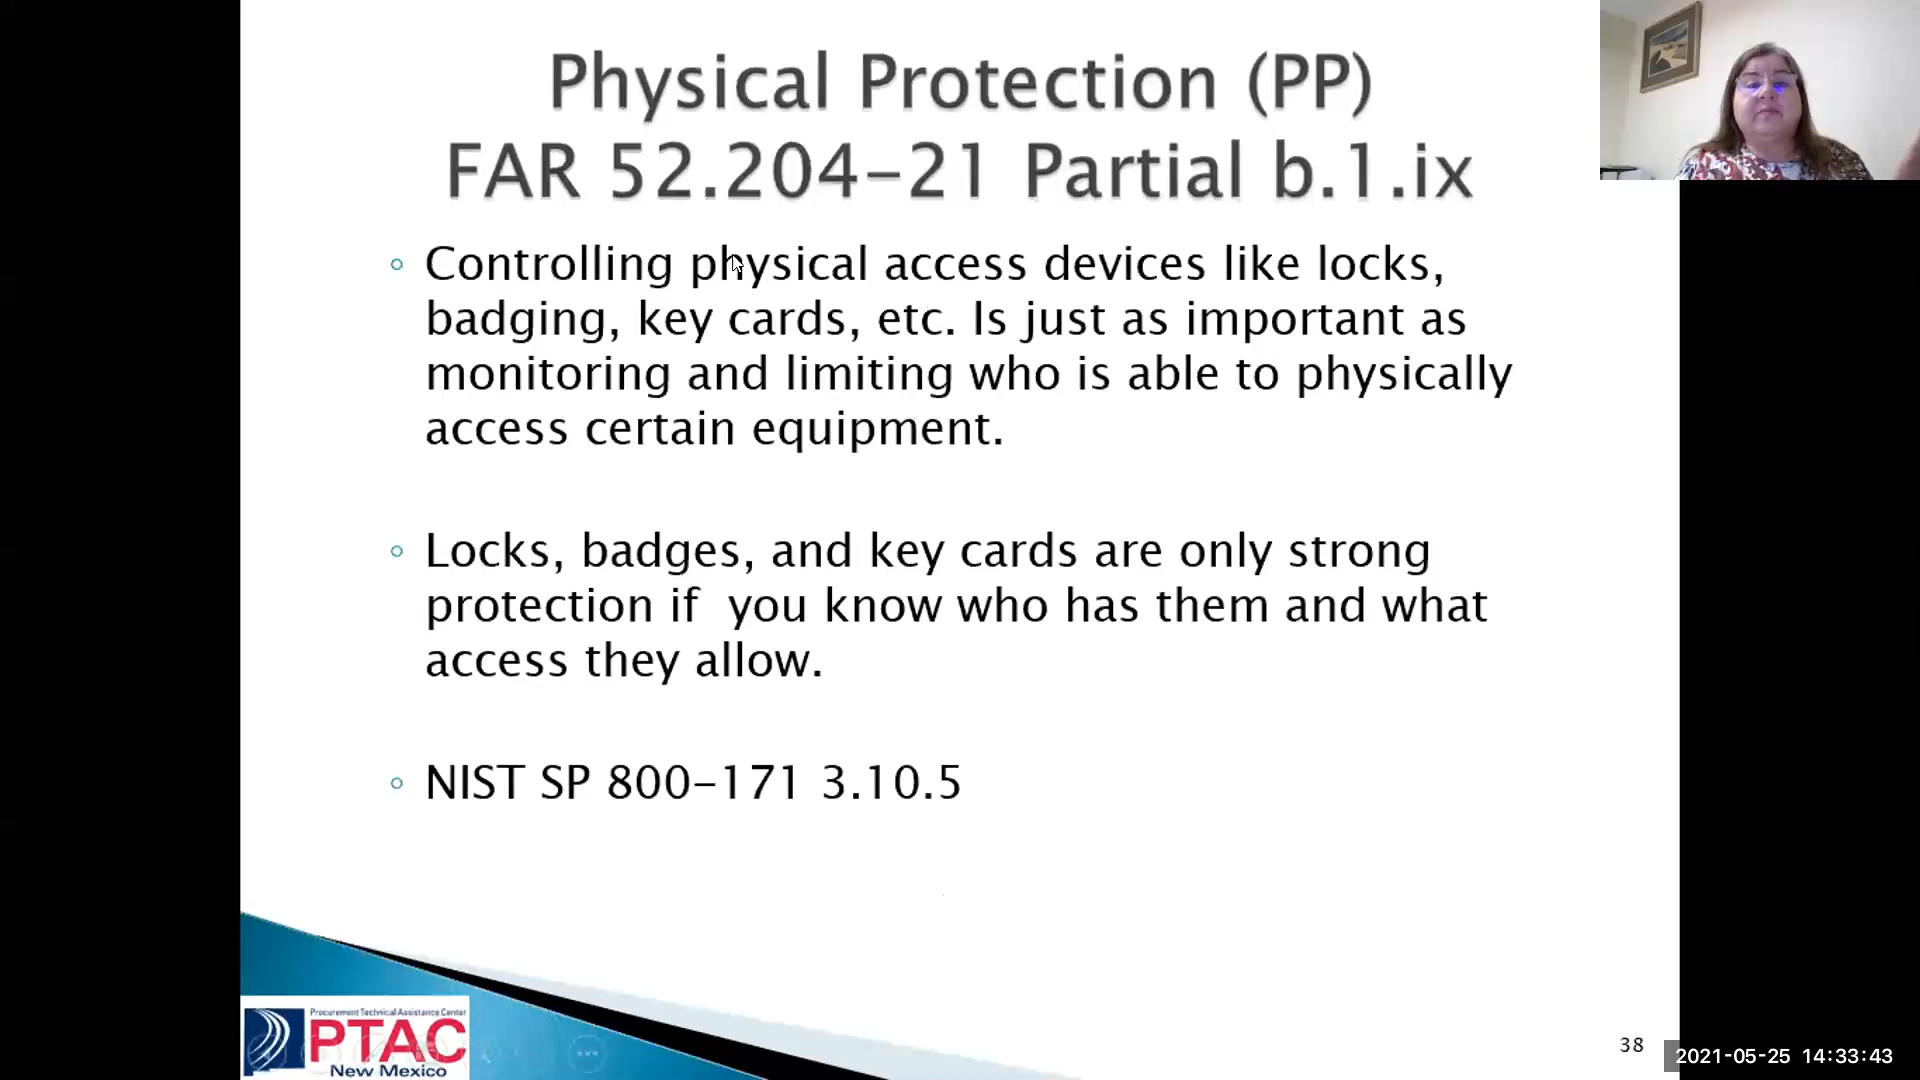 Physical Protection (PP)
FAR 52.204-21 Partial b.1.ix
Controlling physical access devices like locks,
badging, key cards, etc. Is just as important as
monitoring and limiting who is able to physically
access certain equipment.
Locks, badges, and key cards are only strong
protection if you know who has them and what
access they allow.
NIST SP 800-171 3.10.5
Procurement Technical Assistance Center
PTAC
New Mexico
38
2021-05-25 14:33:43